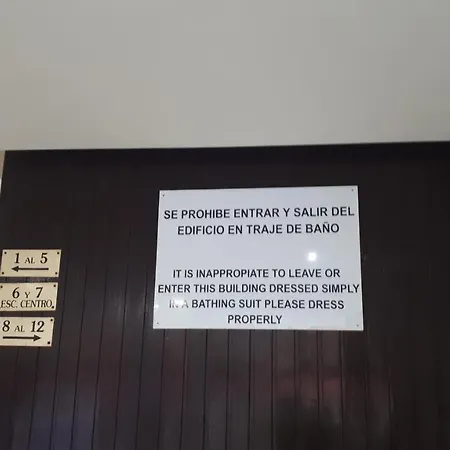 SE PROHIBE ENTRAR Y SALIR DEL
EDIFICIO EN TRAJE DE BAÑO
IT IS INAPPROPIATE TO LEAVE OR
ENTER THIS BUILDING DRESSED SIMPLY
IN A BATHING SUIT PLEASE DRESS
PROPERLY
1 AL 5
6 Y 7
ESC. CENTRO.
8 AL 12